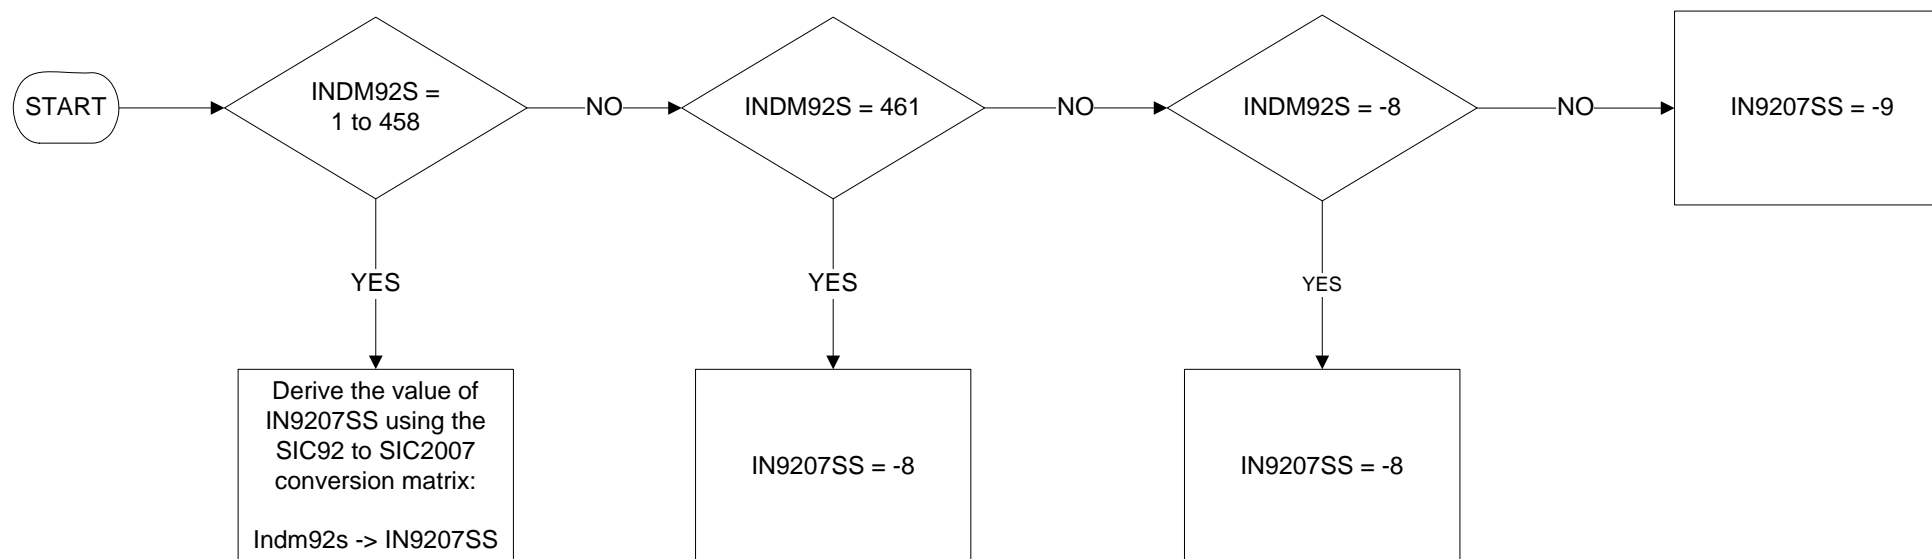 START
INDM92S =
1 to 458
NO
INDM92S = 461
NO
INDM92S = -8
NO
IN9207SS = -9
YES
YES
YES
Derive the value of
IN9207SS using the
SIC92 to SIC2007
conversion matrix:
Indm92s -> IN9207SS
IN9207SS = -8
IN9207SS = -8